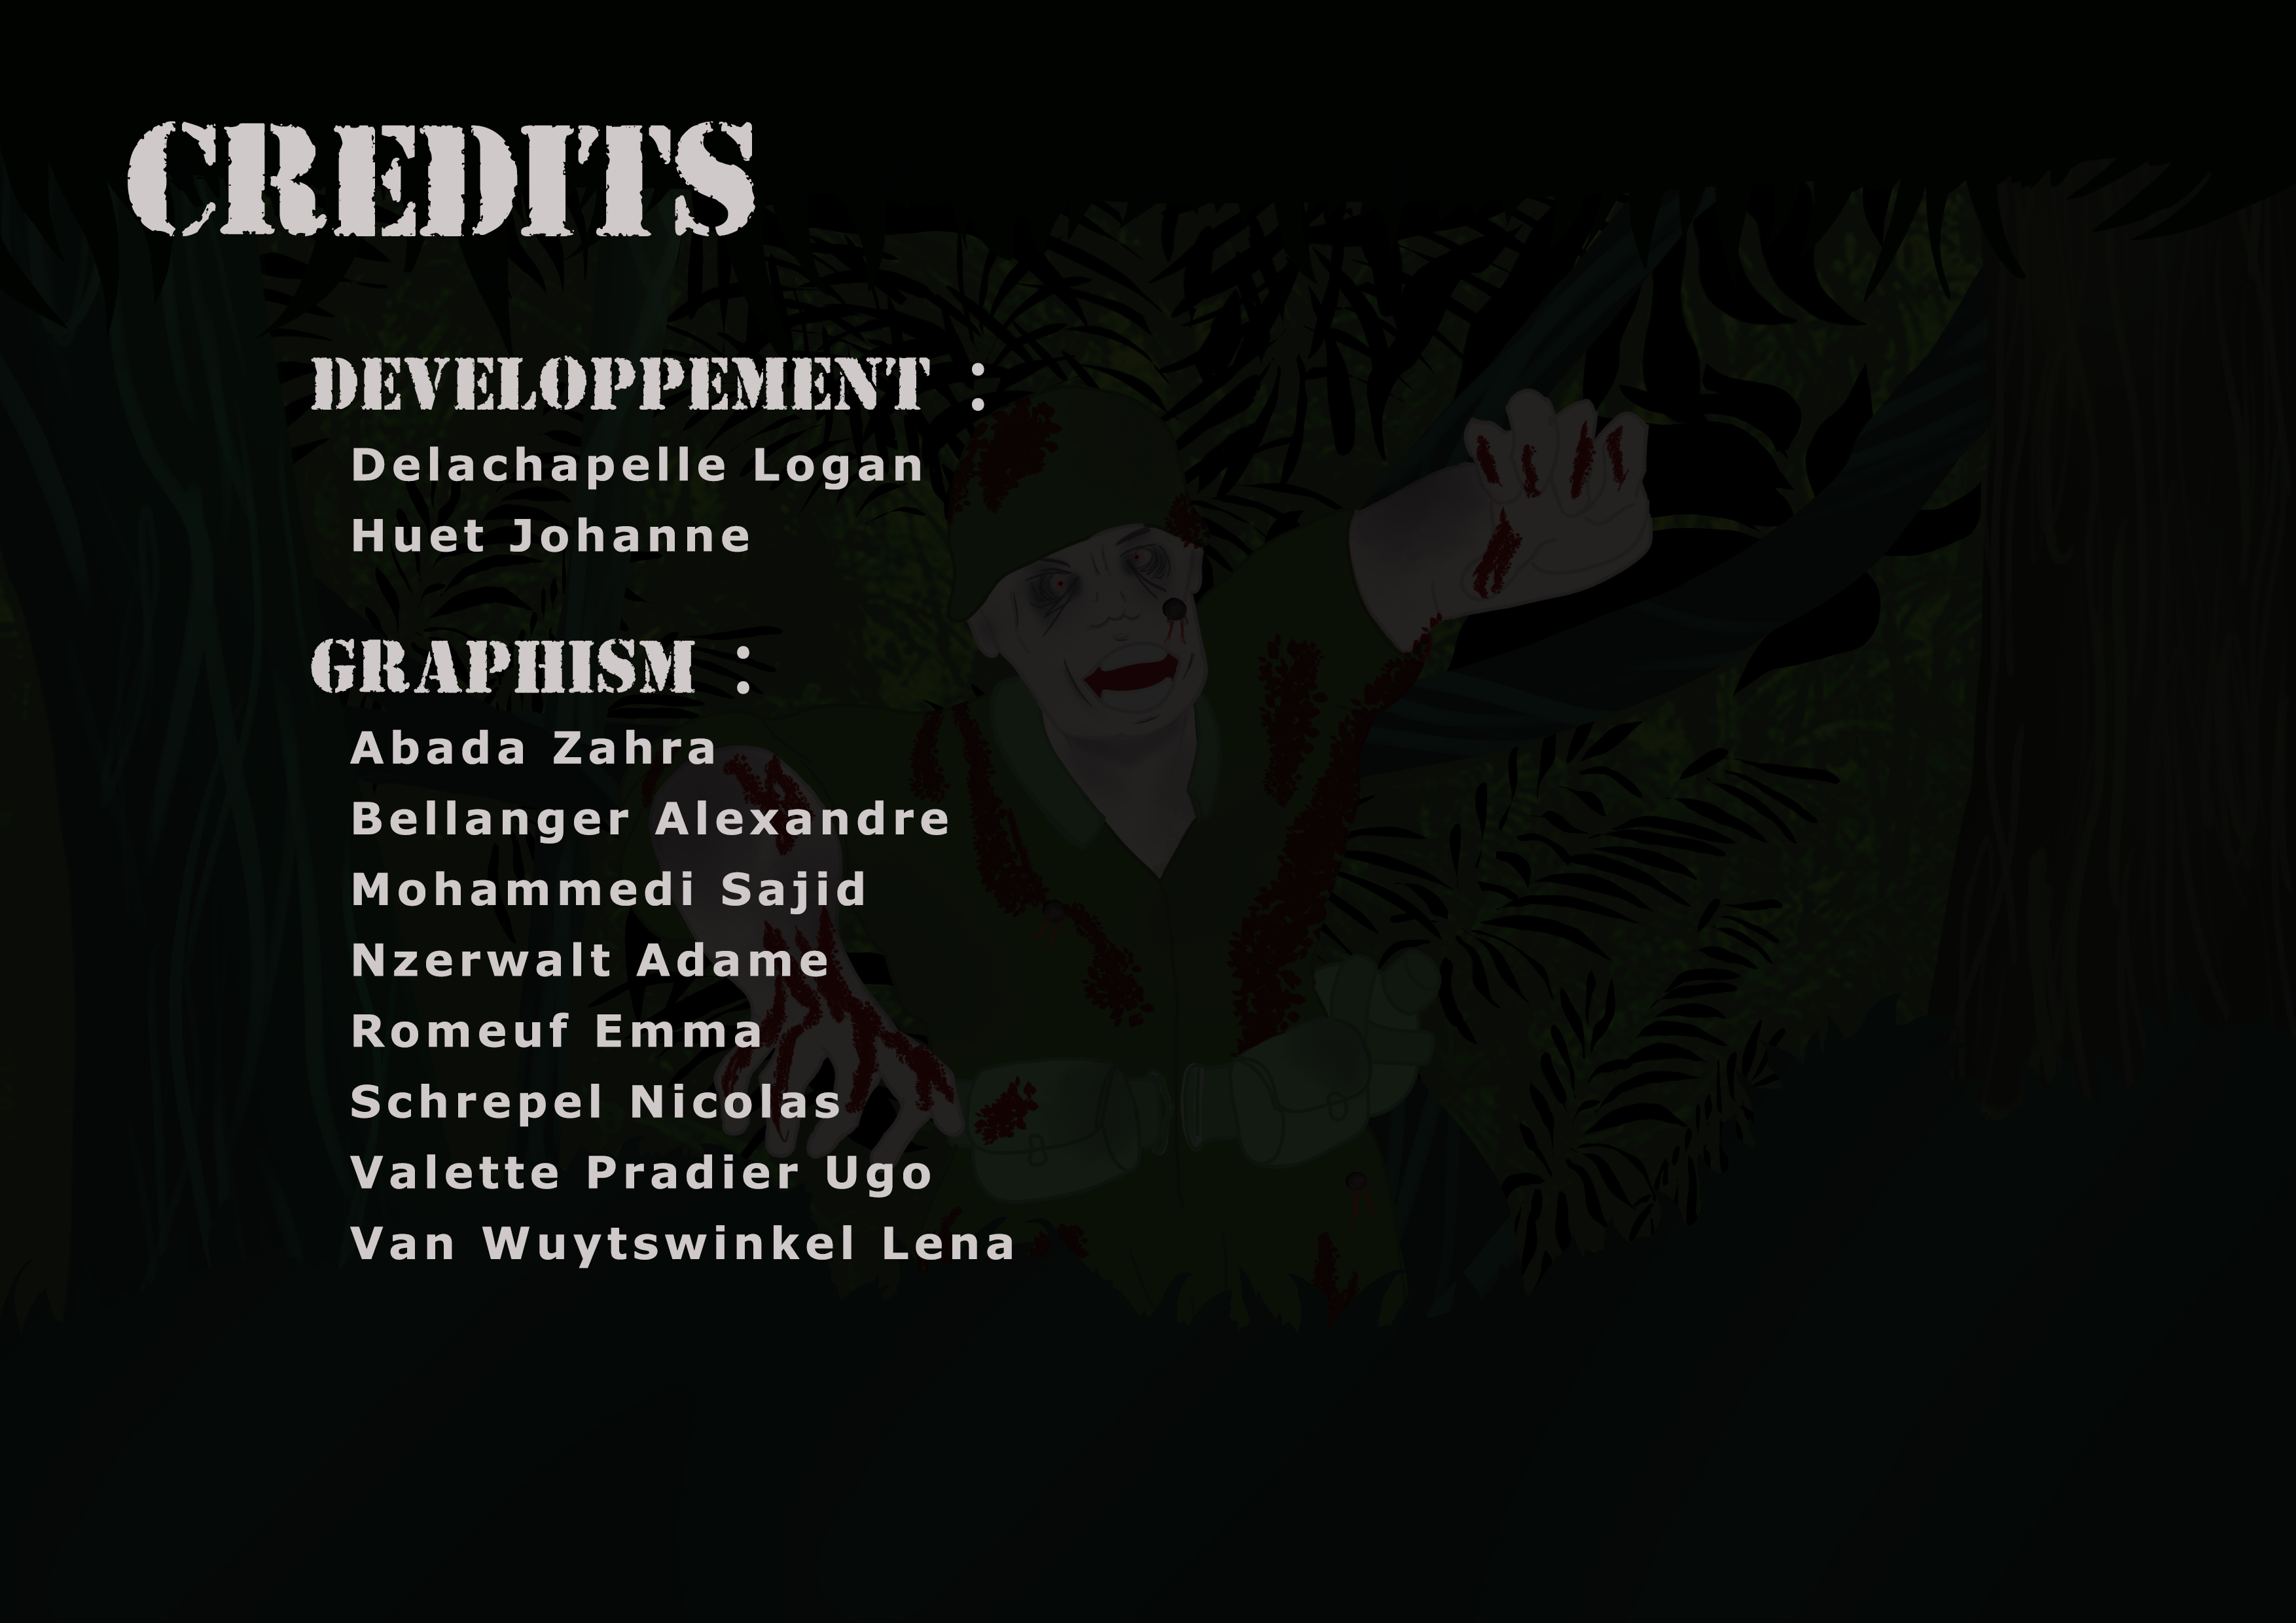 CREDITS
DEVELOPPEMENT :
Delachapelle Logan
Huet Johanne
GRAPHISM :
Abada Zahra
Bellanger Alexandre
Mohammedi Sajid
Nzerwalt Adame
Romeuf Emma
Schrepel Nicolas
Valette Pradier Ugo
Van Wuytswinkel Lena